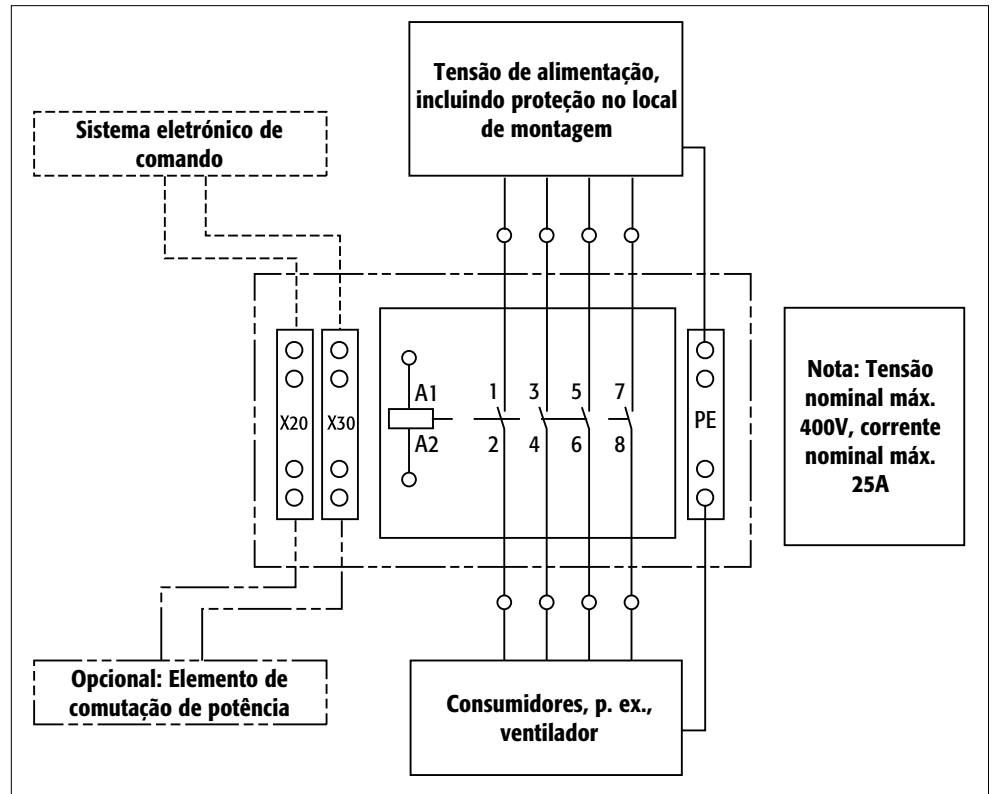 Tensão de alimentação,
incluindo proteção no local
de montagem
Sistema eletrónico de
comando
A1
A2
1
3
5
7
2
4
6
8
X20
X30
PE
Nota: Tensão
nominal máx.
400V, corrente
nominal máx.
25A
Opcional: Elemento de
comutação de potência
Consumidores, p. ex.,
ventilador